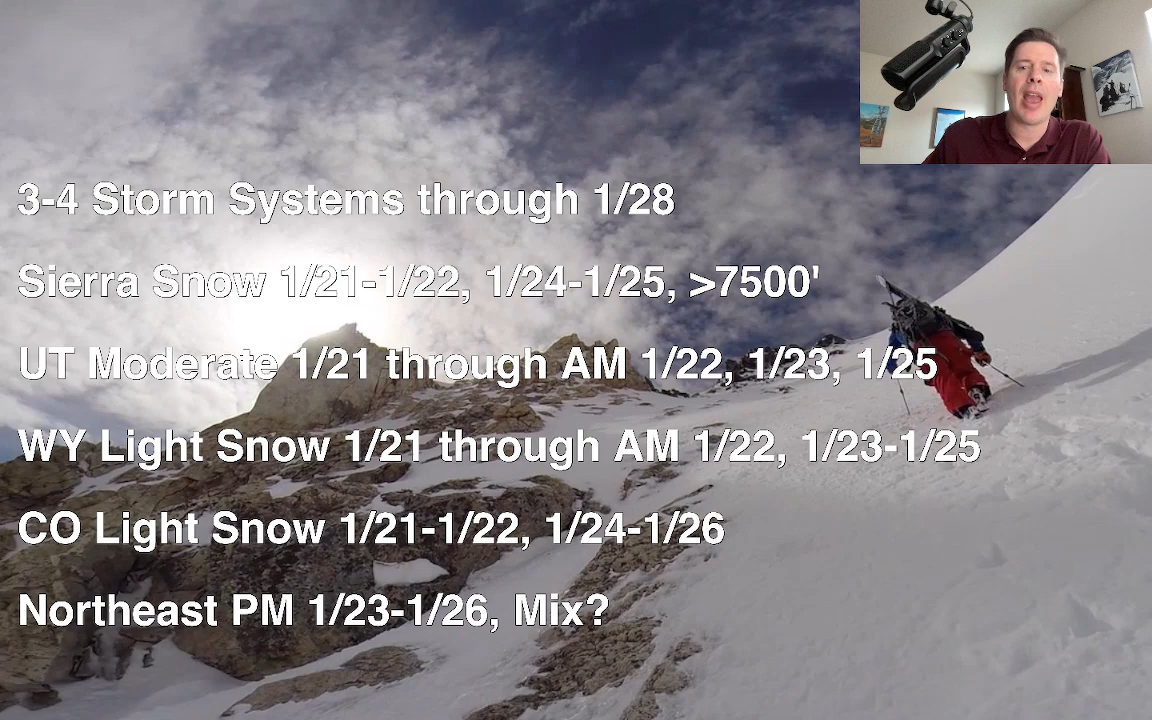 3-4 Storm Systems through 1/28
Sierra Snow 1/21-1/22, 1/24-1/25, >7500'
UT Moderate 1/21 through AM 1/22, 1/23, 1/25
WY Light Snow 1/21 through AM 1/22, 1/23-1/25
CO Light Snow 1/21-1/22, 1/24-1/26
Northeast PM 1/23-1/26, Mix?